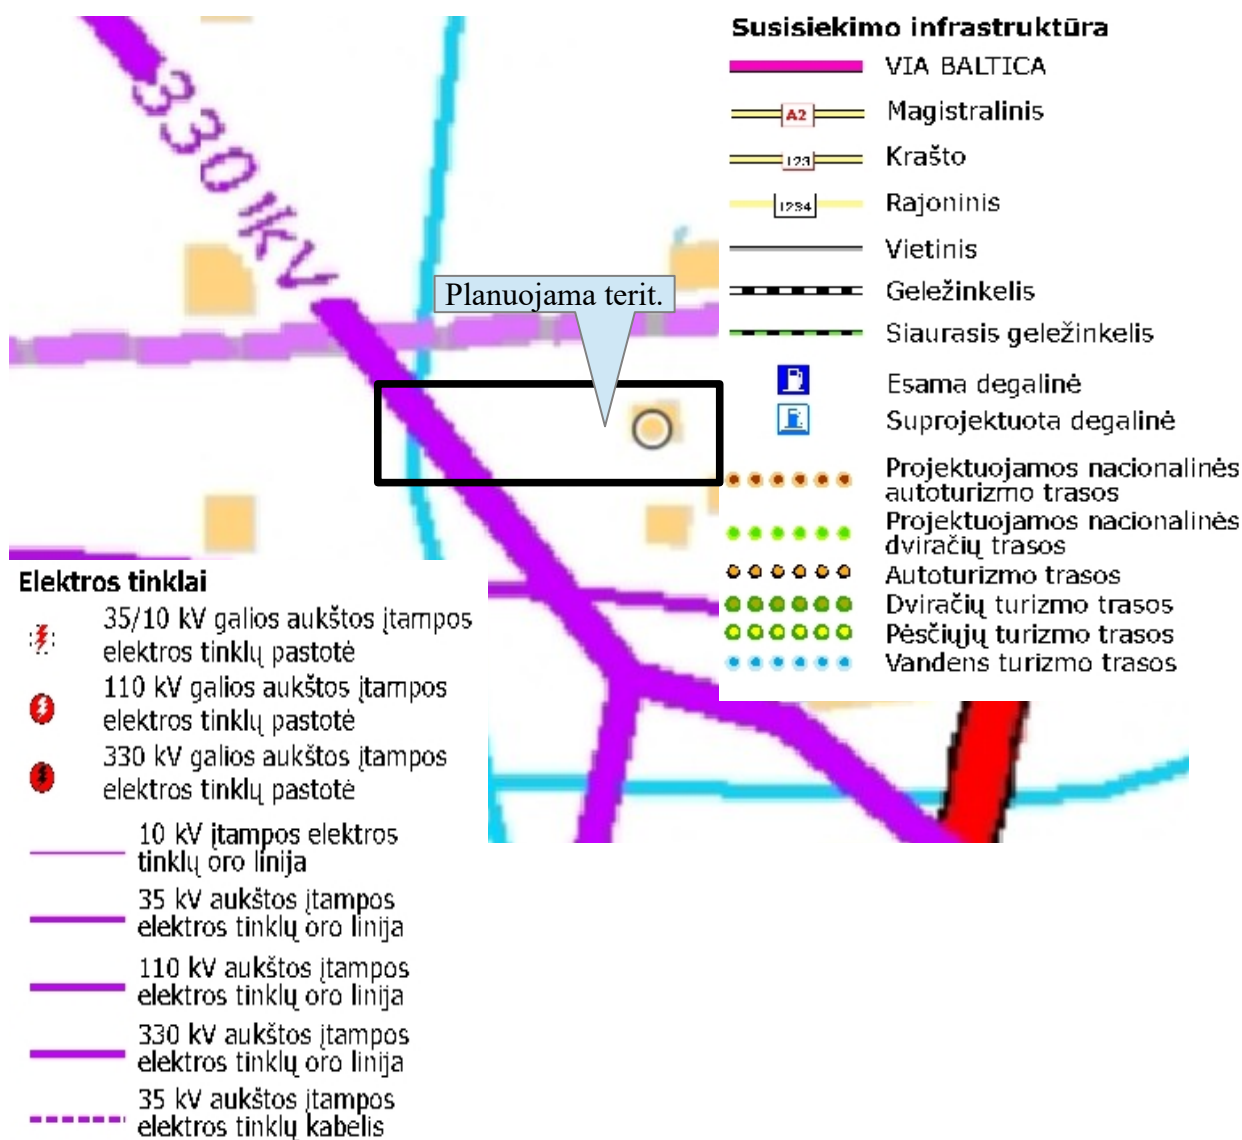 330 kV
Planuojama terit.
Susisiekimo infrastruktūra
VIA BALTICA
A2
Magistralinis
123
Krašto
1234
Rajoninis
Vietinis
Geležinkelis
Siaurasis geležinkelis
Esama degalinė
Suprojektuota degalinė
Projektuojamos nacionalinės
autoturizmo trasos
Projektuojamos nacionalinės
dviračių trasos
Autoturizmo trasos
Dviračių turizmo trasos
Pėsčiųjų turizmo trasos
Vandens turizmo trasos
Elektros tinklai
35/10 kV galios aukštos įtampos
elektros tinklų pastotė
110 kV galios aukštos įtampos
elektros tinklų pastotė
330 kV galios aukštos įtampos
elektros tinklų pastotė
10 kV įtampos elektros
tinklų oro linija
35 kV aukštos įtampos
elektros tinklų oro linija
110 kV aukštos įtampos
elektros tinklų oro linija
330 kV aukštos įtampos
elektros tinklų oro linija
35 kV aukštos įtampos
elektros tinklų kabelis